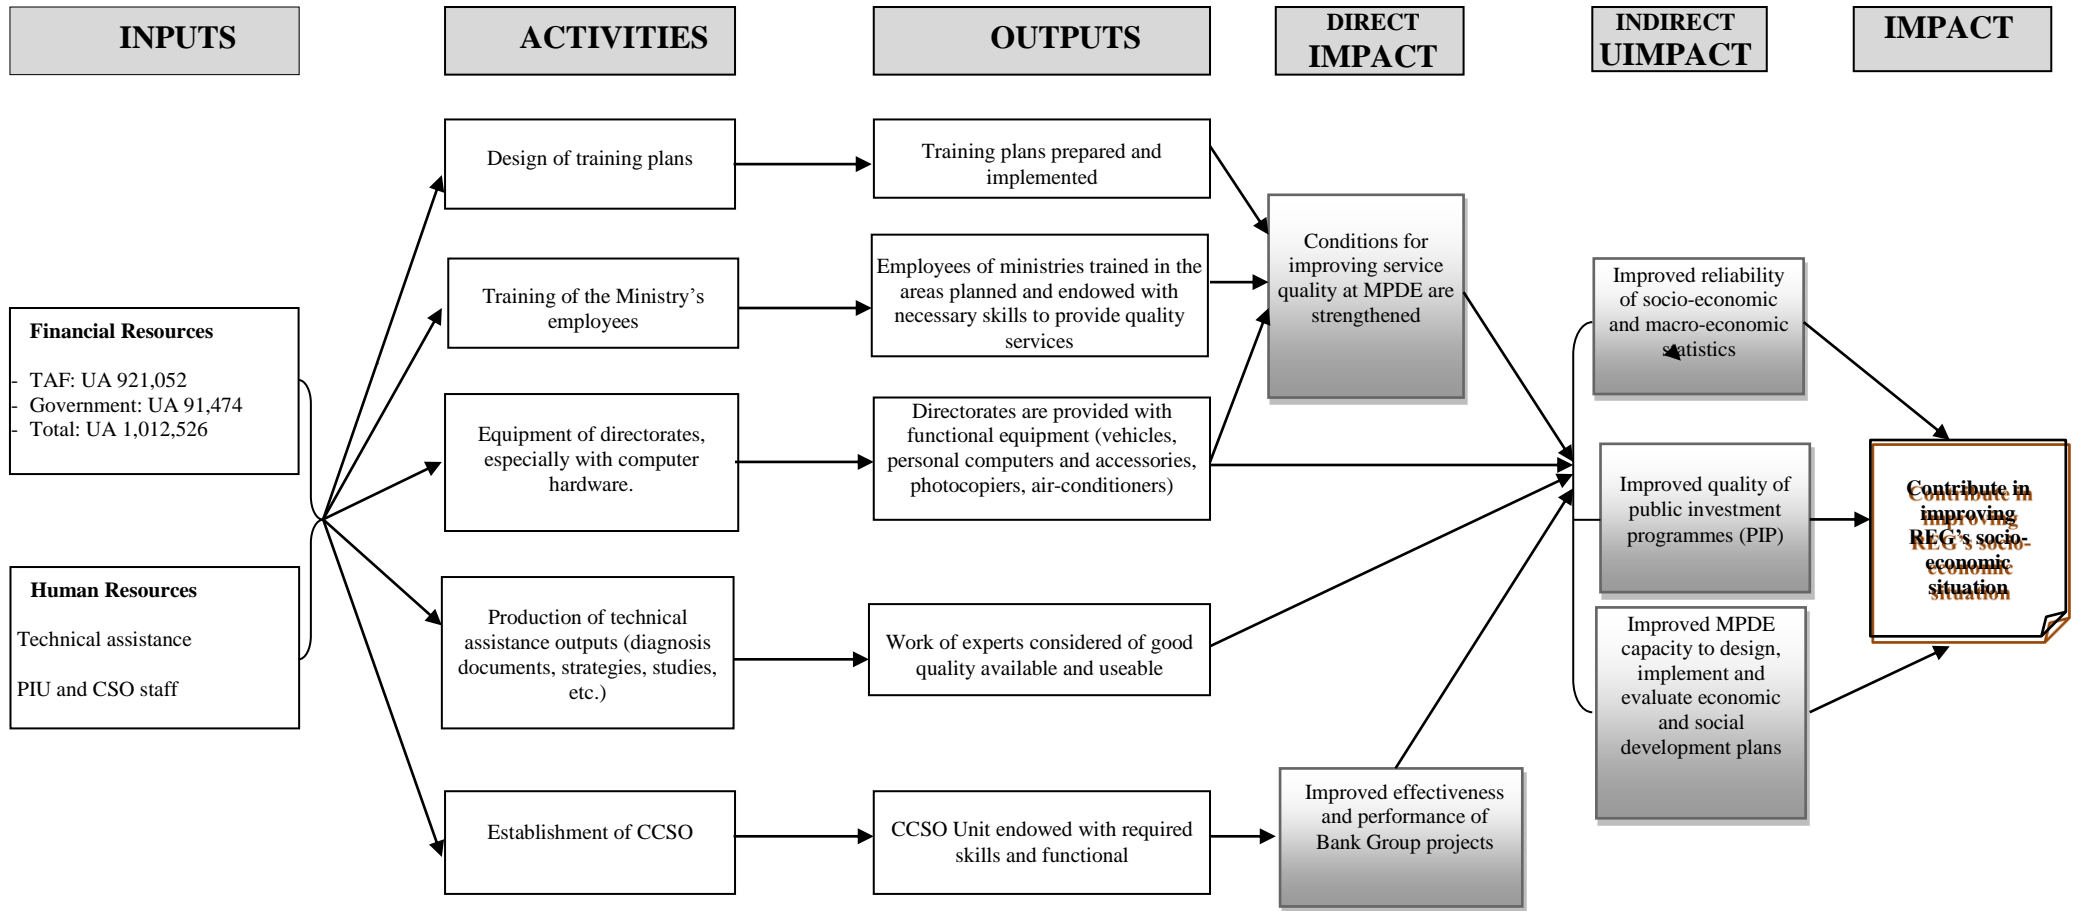 INPUTS
ACTIVITIES
OUTPUTS
DIRECT
IMPACT
INDIRECT
UIMPACT
IMPACT
Financial Resources
- TAF: UA 921,052
- Government: UA 91,474
- Total: UA 1,012,526
Human Resources
Technical assistance
PIU and CSO staff
Design of training plans
Training of the Ministry's
employees
Equipment of directorates,
especially with computer
hardware.
Production of technical
assistance outputs (diagnosis
documents, strategies, studies,
etc.)
Establishment of CCSO
Training plans prepared and
implemented
Employees of ministries trained in the
areas planned and endowed with
necessary skills to provide quality
services
Directorates are provided with
functional equipment (vehicles,
personal computers and accessories,
photocopiers, air-conditioners)
Work of experts considered of good
quality available and useable
CCSO Unit endowed with required
skills and functional
Conditions for
improving service
quality at MPDE are
strengthened
Improved effectiveness
and performance of
Bank Group projects
Improved reliability
of socio-economic
and macro-economic
statistics
Improved quality of
public investment
programmes (PIP)
Improved MPDE
capacity to design,
implement and
evaluate economic
and social
development plans
Contribute in
improving
REG's socio-
economic
situation